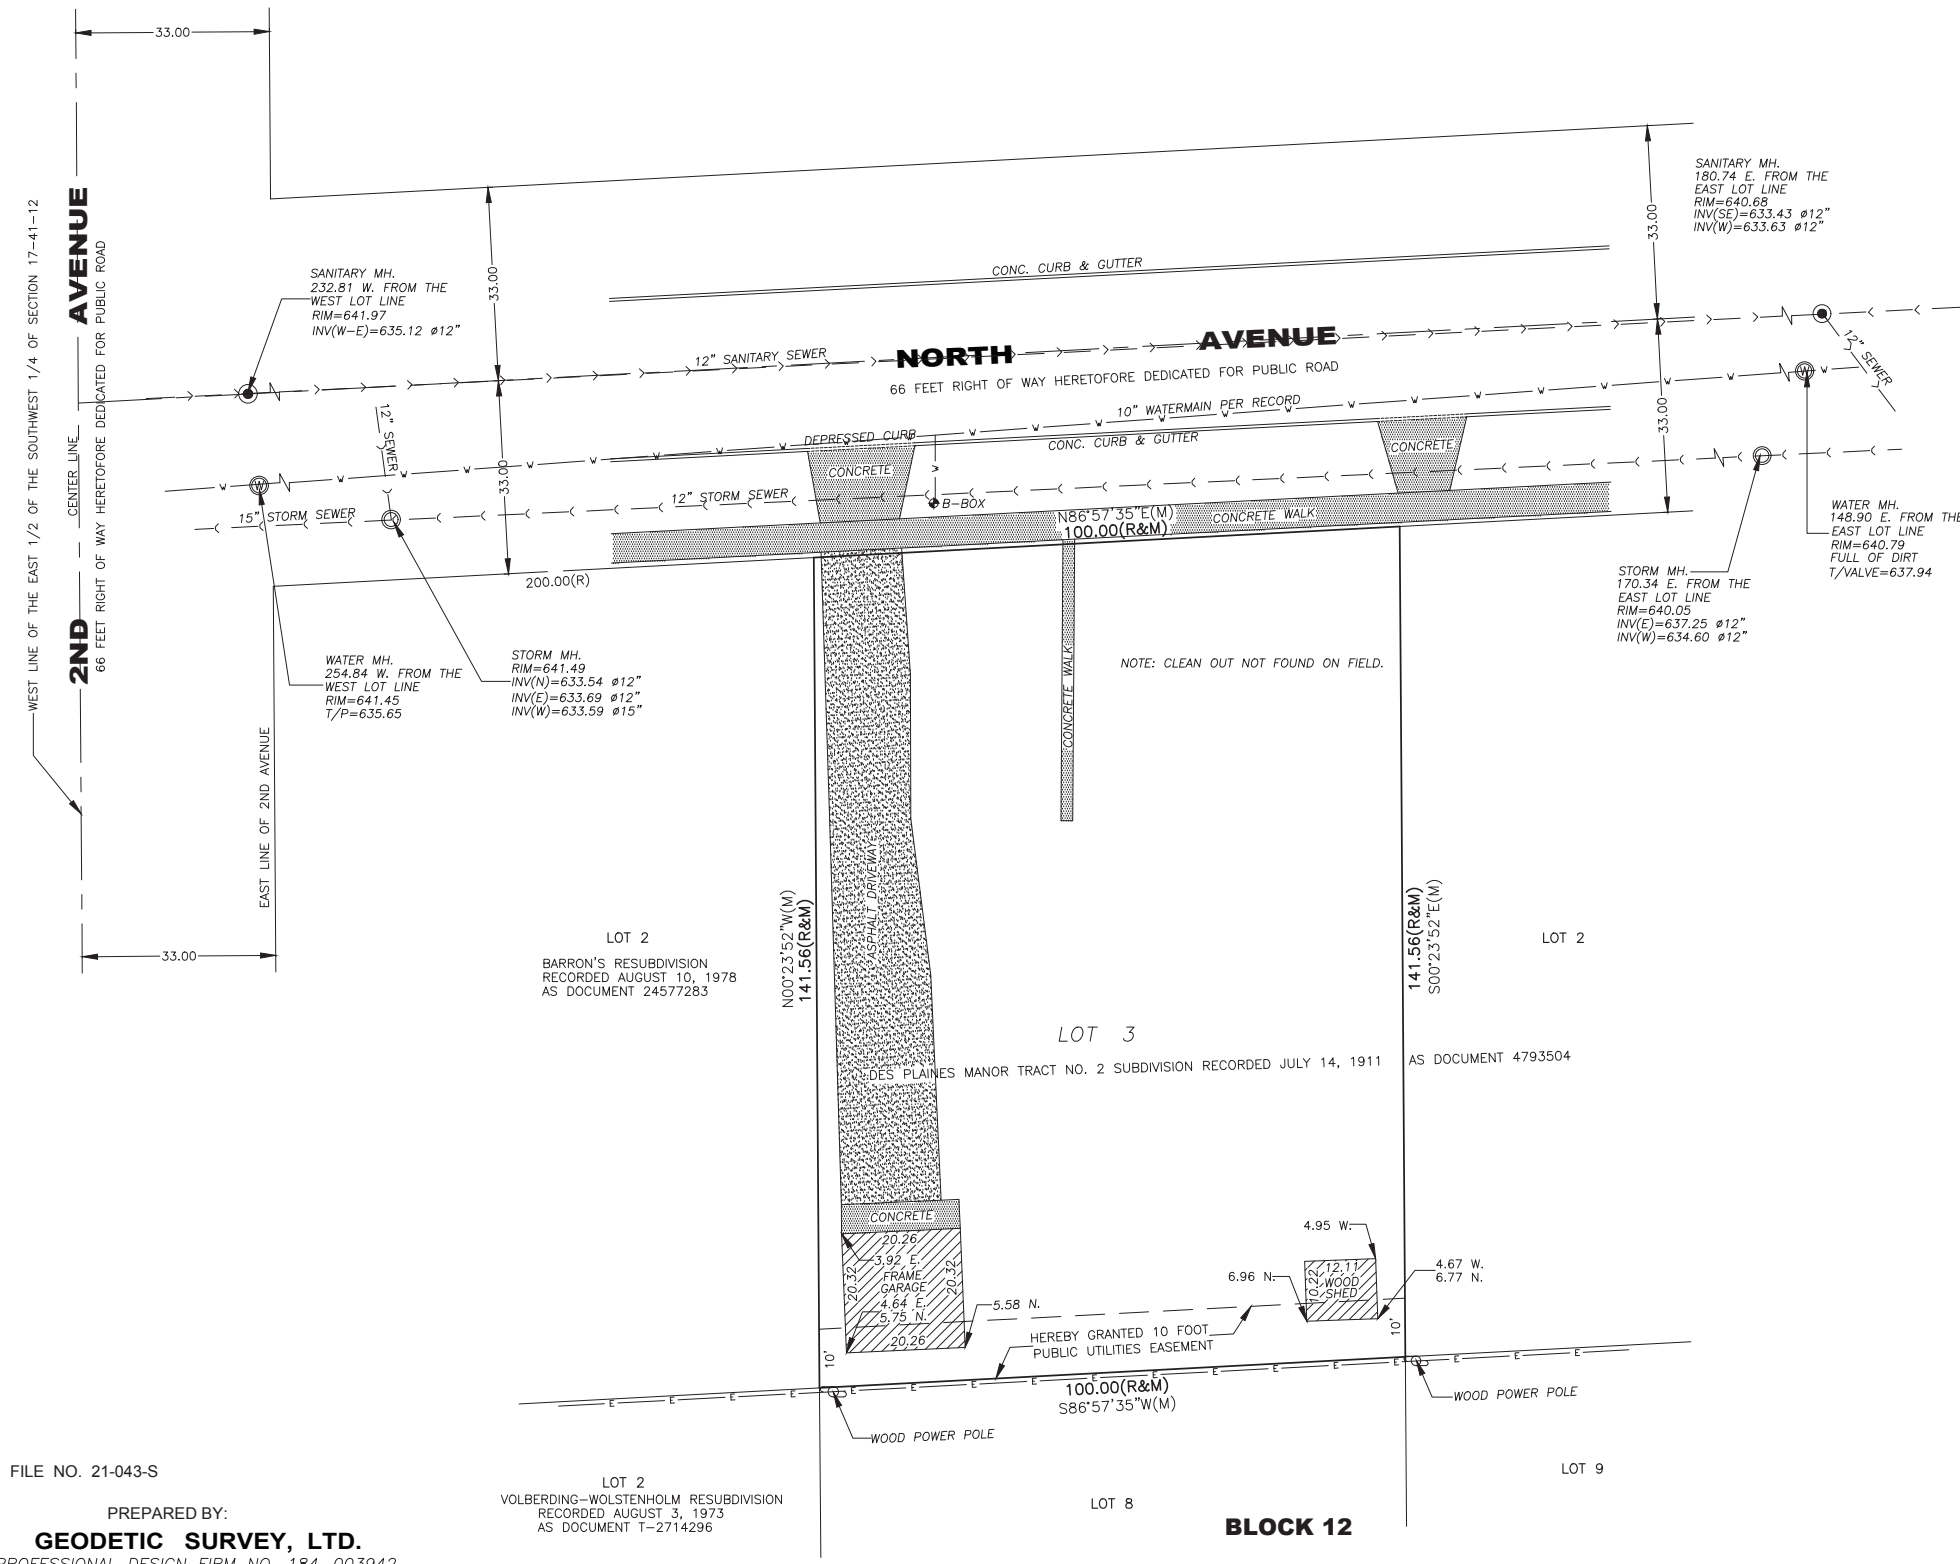 33.00
WEST LINE OF THE EAST 1/2 OF THE SOUTHWEST 1/4 OF SECTION 17-41-12
CENTER LINE
2ND AVENUE
66 FEET RIGHT OF WAY HERETOFORE DEDICATED FOR PUBLIC ROAD
SANITARY MH.
232.81 W. FROM THE
WEST LOT LINE
RIM=641.97
INV(W-E)=635.12 ø12"
33.00
33.00
CONC. CURB & GUTTER
12" SANITARY SEWER
NORTH AVENUE
66 FEET RIGHT OF WAY HERETOFORE DEDICATED FOR PUBLIC ROAD
33.00
33.00
SANITARY MH.
180.74 E. FROM THE
EAST LOT LINE
RIM=640.68
INV(SE)=633.43 ø12"
INV(W)=633.63 ø12"
12" SEWER
12" SEWER
10" WATERMAIN PER RECORD
DEPRESSED CURB
CONC. CURB & GUTTER
CONCRETE
CONCRETE
W
W
15" STORM SEWER
12" STORM SEWER
B-BOX
N86°57'35"E(M)
100.00(R&M)
CONCRETE WALK
200.00(R)
WATER MH.
148.90 E. FROM THE
EAST LOT LINE
RIM=640.79
FULL OF DIRT
T/VALVE=637.94
STORM MH.
170.34 E. FROM THE
EAST LOT LINE
RIM=640.05
INV(E)=637.25 ø12"
INV(W)=634.60 ø12"
WATER MH.
254.84 W. FROM THE
WEST LOT LINE
RIM=641.45
T/P=635.65
STORM MH.
RIM=641.49
INV(N)=633.54 ø12"
INV(E)=633.69 ø12"
INV(W)=633.59 ø15"
NOTE: CLEAN OUT NOT FOUND ON FIELD.
CONCRETE WALK
EAST LINE OF 2ND AVENUE
33.00
ASPHALT DRIVEWAY
N00°23'52"W(M)
141.56(R&M)
141.56(R&M)
S00°23'52"E(M)
LOT 2
BARRON'S RESUBDIVISION
RECORDED AUGUST 10, 1978
AS DOCUMENT 24577283
LOT 2
LOT 3
DES PLAINES MANOR TRACT NO. 2 SUBDIVISION RECORDED JULY 14, 1911 AS DOCUMENT 4793504
CONCRETE
20.26
3.92 E.
FRAME
GARAGE
20.32
20.32
4.64 E.
5.75 N.
20.26
5.58 N.
4.95 W.
6.96 N.
12.11
10.22
WOOD
SHED
4.67 W.
6.77 N.
HEREBY GRANTED 10 FOOT
PUBLIC UTILITIES EASEMENT
10'
10'
100.00(R&M)
S86°57'35"W(M)
WOOD POWER POLE
WOOD POWER POLE
FILE NO. 21-043-S
LOT 2
VOLBERDING-WOLSTENHOLM RESUBDIVISION
RECORDED AUGUST 3, 1973
AS DOCUMENT T-2714296
LOT 8
LOT 9
BLOCK 12
PREPARED BY:
GEODETIC SURVEY, LTD.
PROFESSIONAL DESIGN FIRM NO. 184-003942